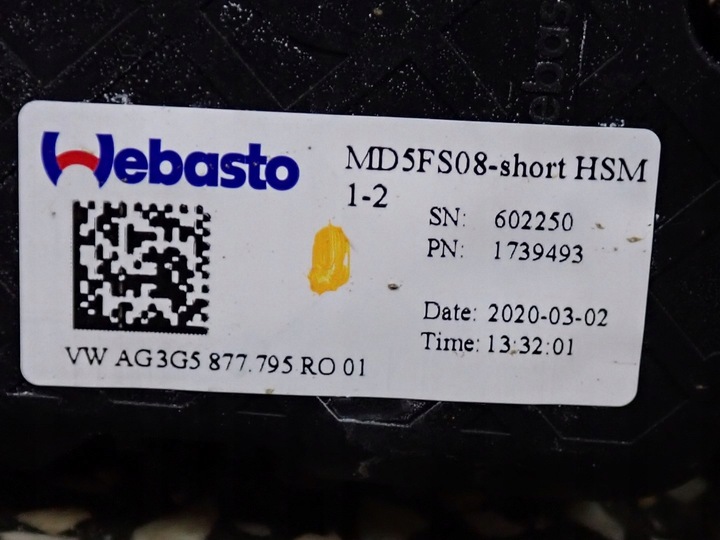 ebas
Webasto
MD5FS08-short HSM
1-2
SN: 602250
PN: 1739493
Date: 2020-03-02
Time: 13:32:01
VW AG3G5 877.795 RO 01